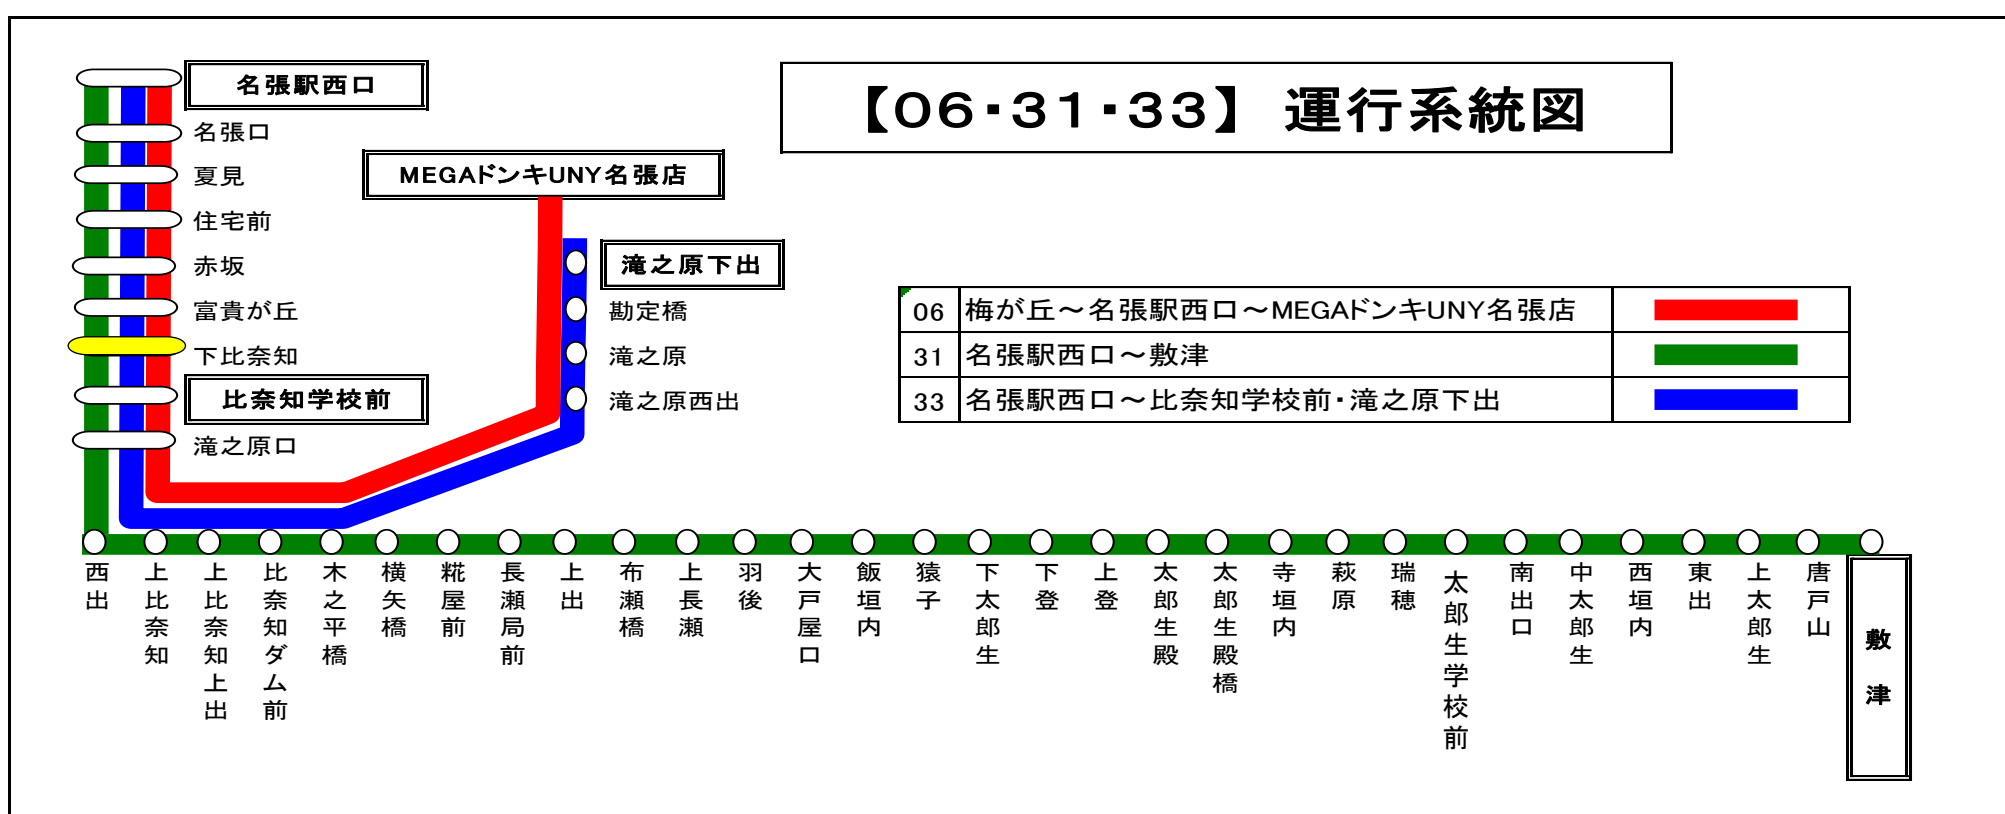 【06・31・33】 運行系統図
名張駅西口
名張口
夏見
住宅前
赤坂
富貴が丘
下比奈知
比奈知学校前
滝之原口
MEGAドンキUNY名張店
滝之原下出
勘定橋
滝之原
滝之原西出
06 梅が丘～名張駅西口～MEGAドンキUNY名張店
31 名張駅西口～敷津
33 名張駅西口～比奈知学校前・滝之原下出
西出
上比奈知
上比奈知上出
比奈知ダム前
木之平橋
横矢橋
糀屋前
長瀬局前
上出
布瀬橋
上長瀬
羽後
大戸屋口
飯垣内
猿子
下太郎生
下登
上登
太郎生殿
太郎生殿橋
寺垣内
萩原
瑞穂
太郎生学校前
南出口
中太郎生
西垣内
東出
上太郎生
唐戸山
敷津